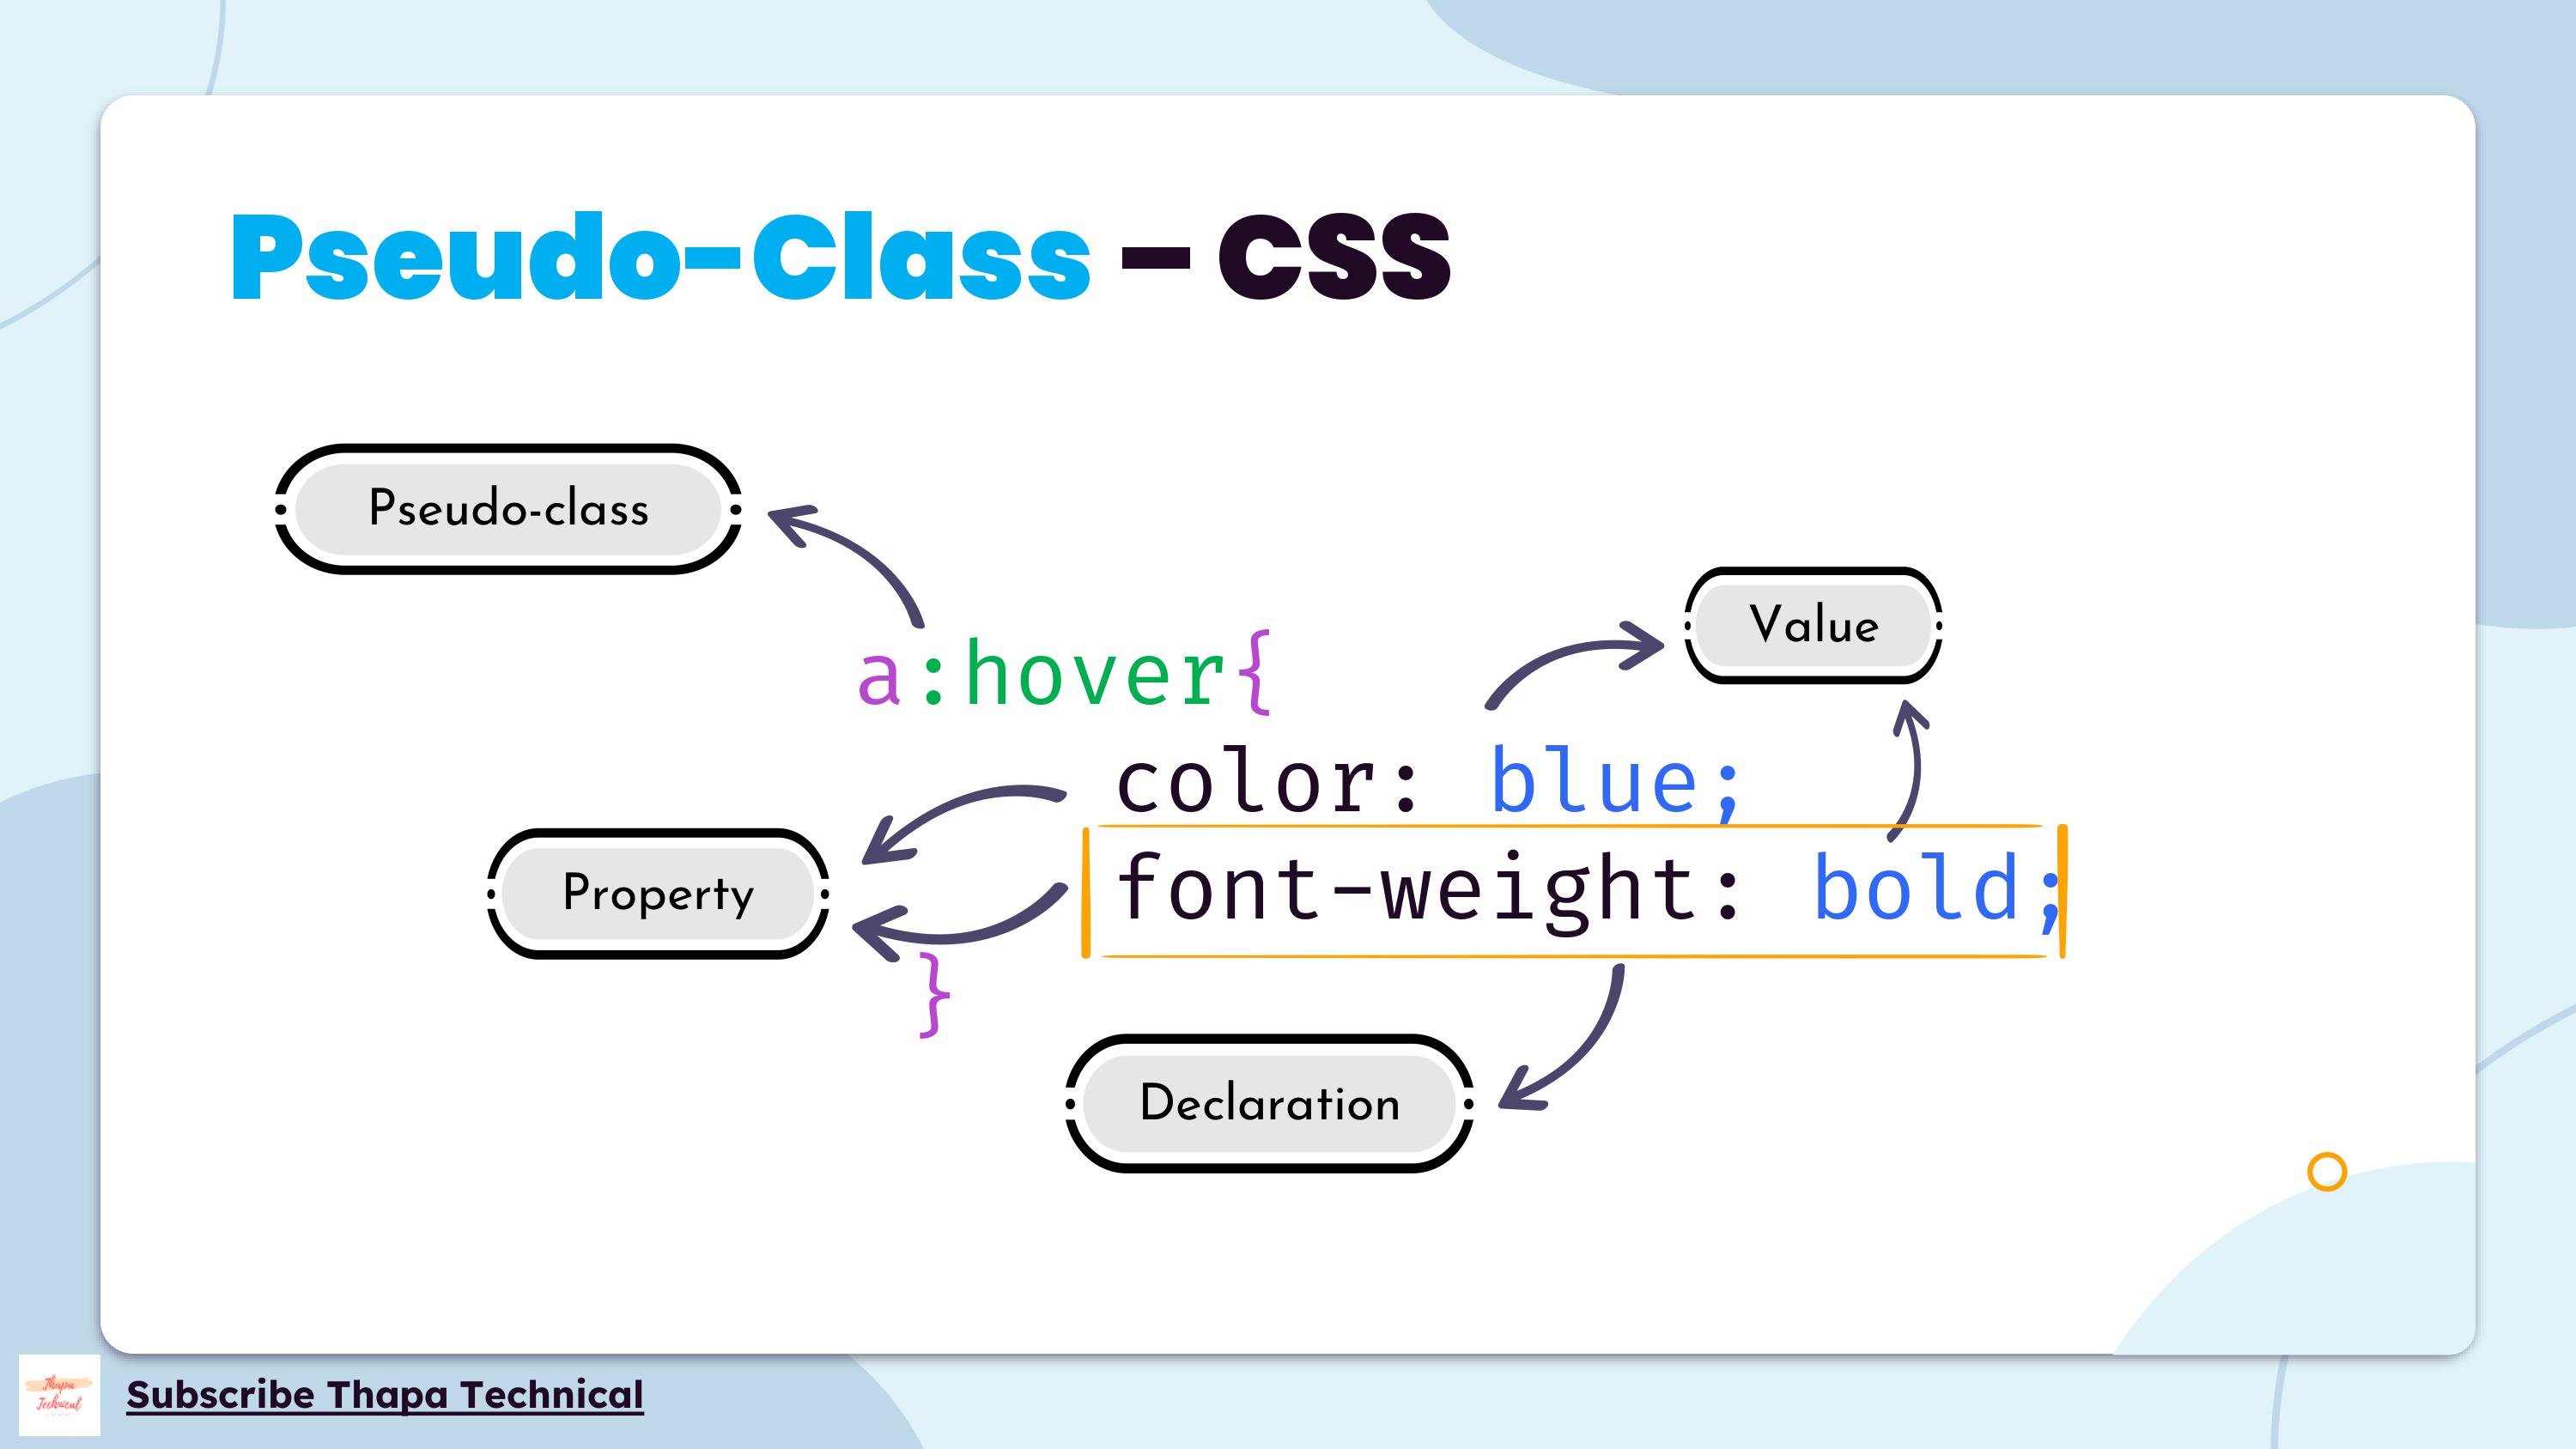 Pseudo-Class - CSS
Pseudo-class
Value
a:hover{
color: blue;
font-weight: bold;
Property
}
Declaration
Thapa
Technical
Subscribe Thapa Technical